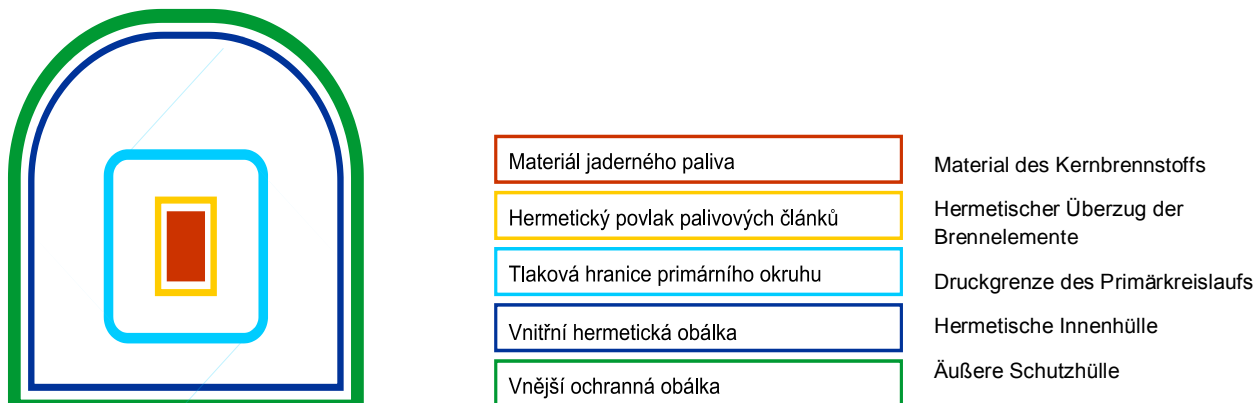 Materiál jaderného paliva
Material des Kernbrennstoffs
Hermetický povlak palivových článků
Hermetischer Überzug der
Brennelemente
Tlaková hranice primárního okruhu
Druckgrenze des Primärkreislaufs
Vnitřní hermetická obálka
Hermetische Innenhülle
Vnější ochranná obálka
Äußere Schutzhülle